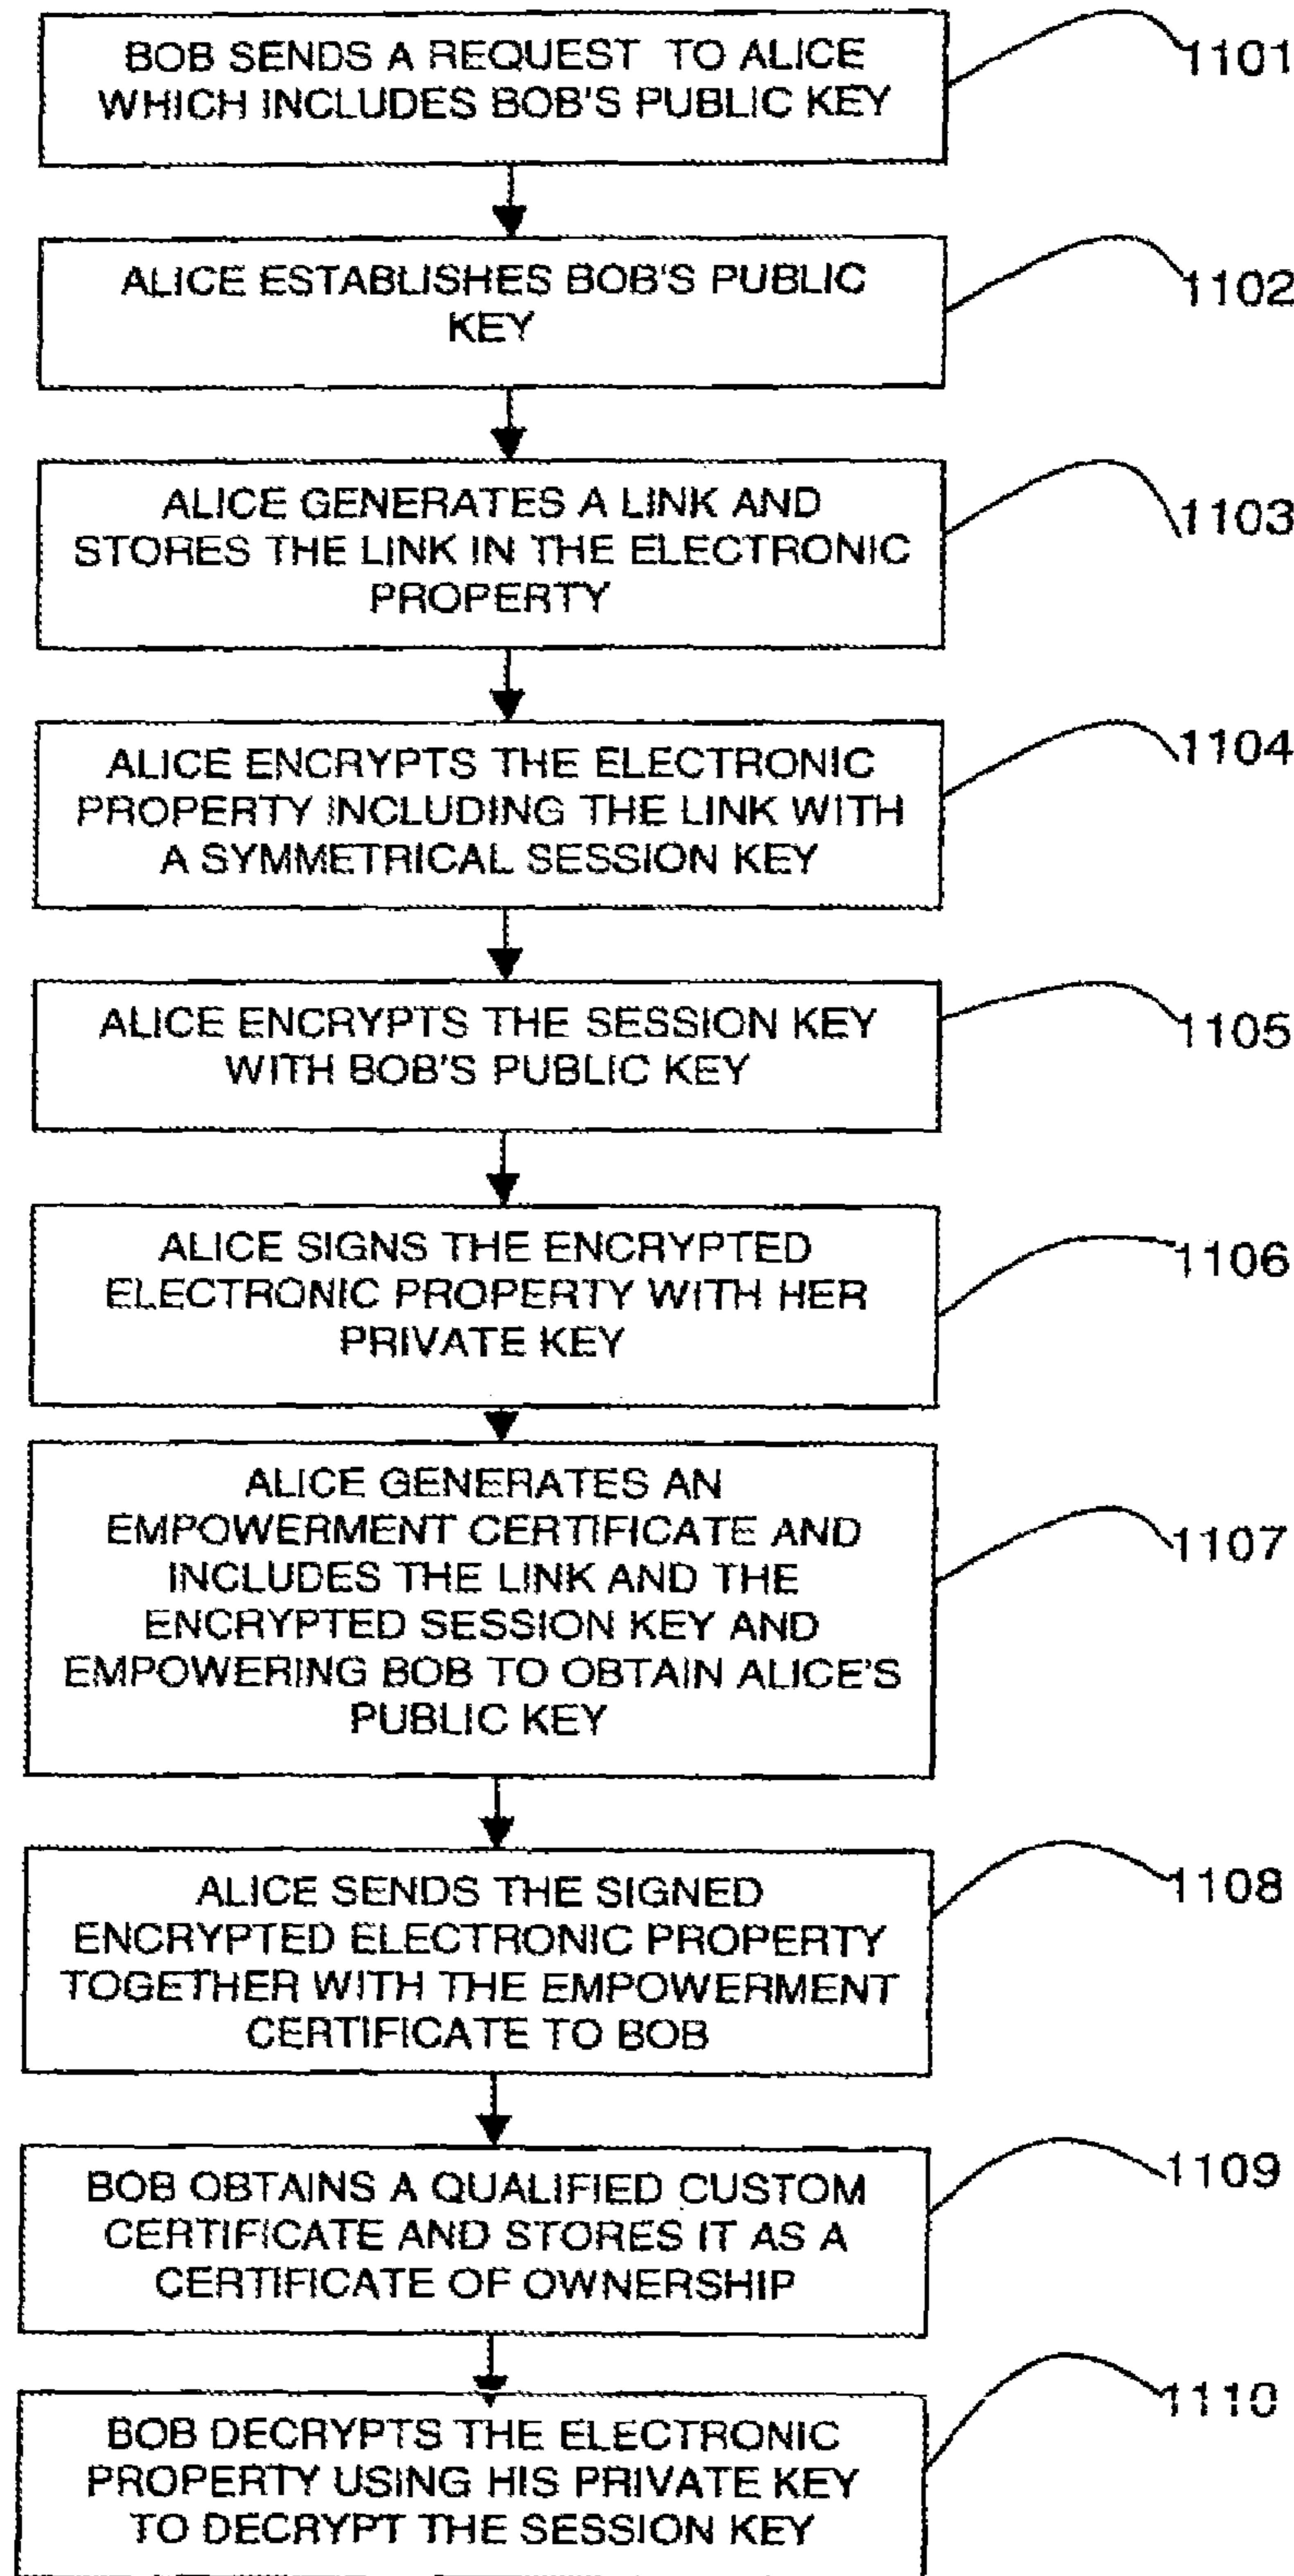 BOB SENDS A REQUEST TO ALICE
WHICH INCLUDES BOB'S PUBLIC KEY
1101
ALICE ESTABLISHES BOB'S PUBLIC
KEY
1102
ALICE GENERATES A LINK AND
STORES THE LINK IN THE ELECTRONIC
PROPERTY
1103
ALICE ENCRYPTS THE ELECTRONIC
PROPERTY INCLUDING THE LINK WITH
A SYMMETRICAL SESSION KEY
1104
ALICE ENCRYPTS THE SESSION KEY
WITH BOB'S PUBLIC KEY
1105
ALICE SIGNS THE ENCRYPTED
ELECTRONIC PROPERTY WITH HER
PRIVATE KEY
1106
ALICE GENERATES AN
EMPOWERMENT CERTIFICATE AND
INCLUDES THE LINK AND THE
ENCRYPTED SESSION KEY AND
EMPOWERING BOB TO OBTAIN ALICE'S
PUBLIC KEY
1107
ALICE SENDS THE SIGNED
ENCRYPTED ELECTRONIC PROPERTY
TOGETHER WITH THE EMPOWERMENT
CERTIFICATE TO BOB
1108
BOB OBTAINS A QUALIFIED CUSTOM
CERTIFICATE AND STORES IT AS A
CERTIFICATE OF OWNERSHIP
1109
BOB DECRYPTS THE ELECTRONIC
PROPERTY USING HIS PRIVATE KEY
TO DECRYPT THE SESSION KEY
1110